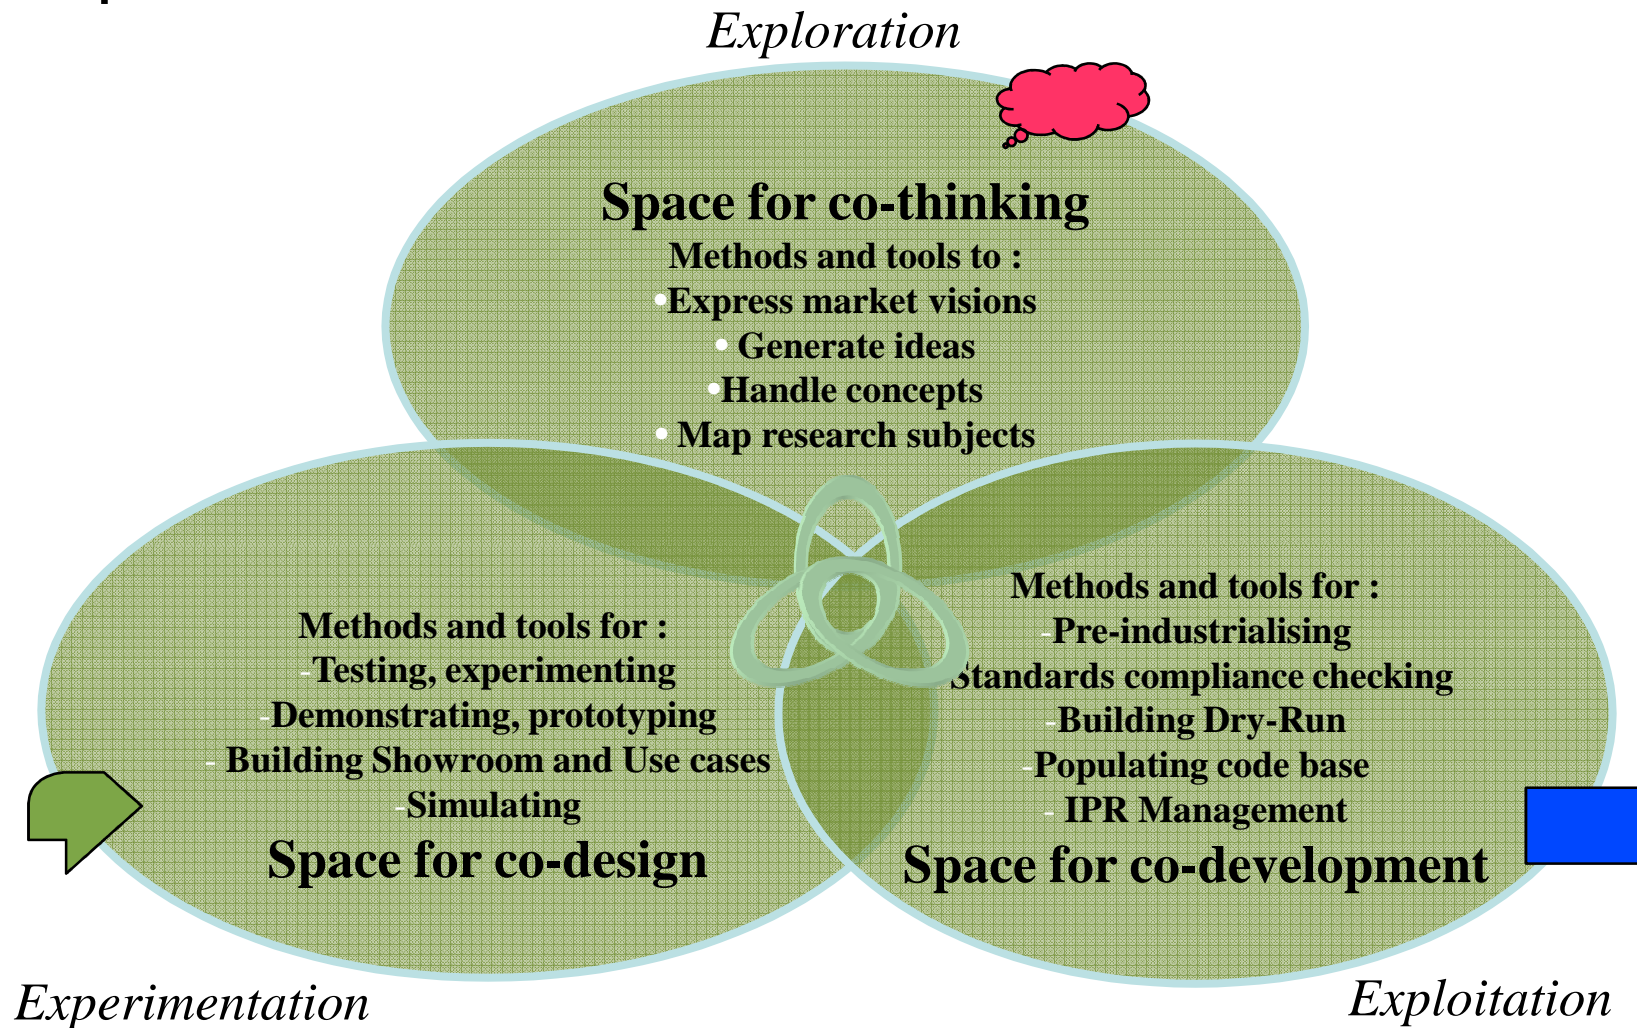 Exploration
Space for co-thinking
Methods and tools to :
•Express market visions
• Generate ideas
•Handle concepts
• Map research subjects
Methods and tools for :
-Testing, experimenting
-Demonstrating, prototyping
- Building Showroom and Use cases
-Simulating
Space for co-design
Methods and tools for :
-Pre-industrialising
Standards compliance checking
-Building Dry-Run
-Populating code base
- IPR Management
Space for co-development
Experimentation
Exploitation